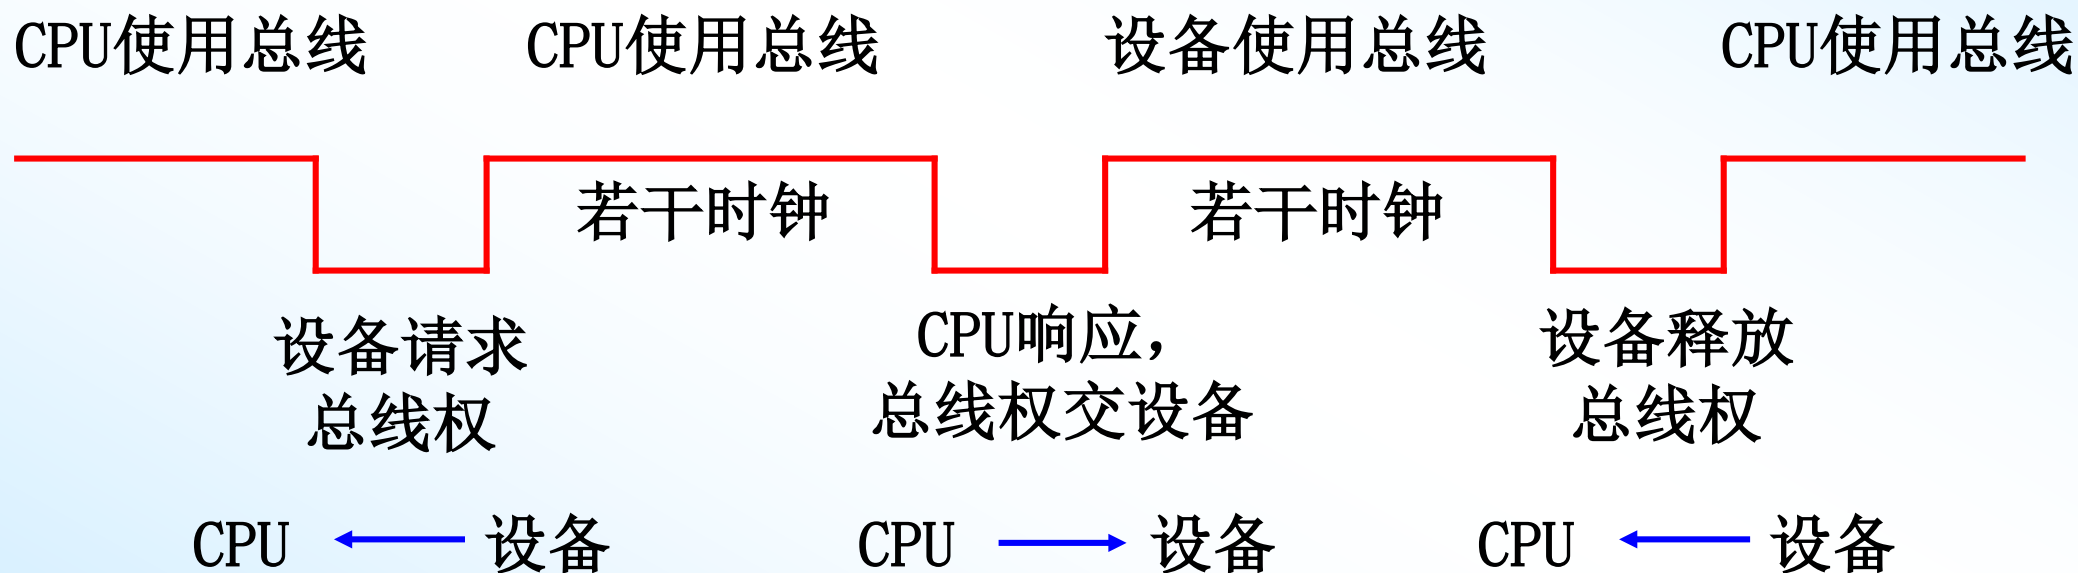 CPU使用总线
CPU使用总线
设备使用总线
CPU使用总线
若干时钟
若干时钟
设备请求
总线权
CPU响应，
总线权交设备
设备释放
总线权
CPU
设备
CPU
设备
CPU
设备